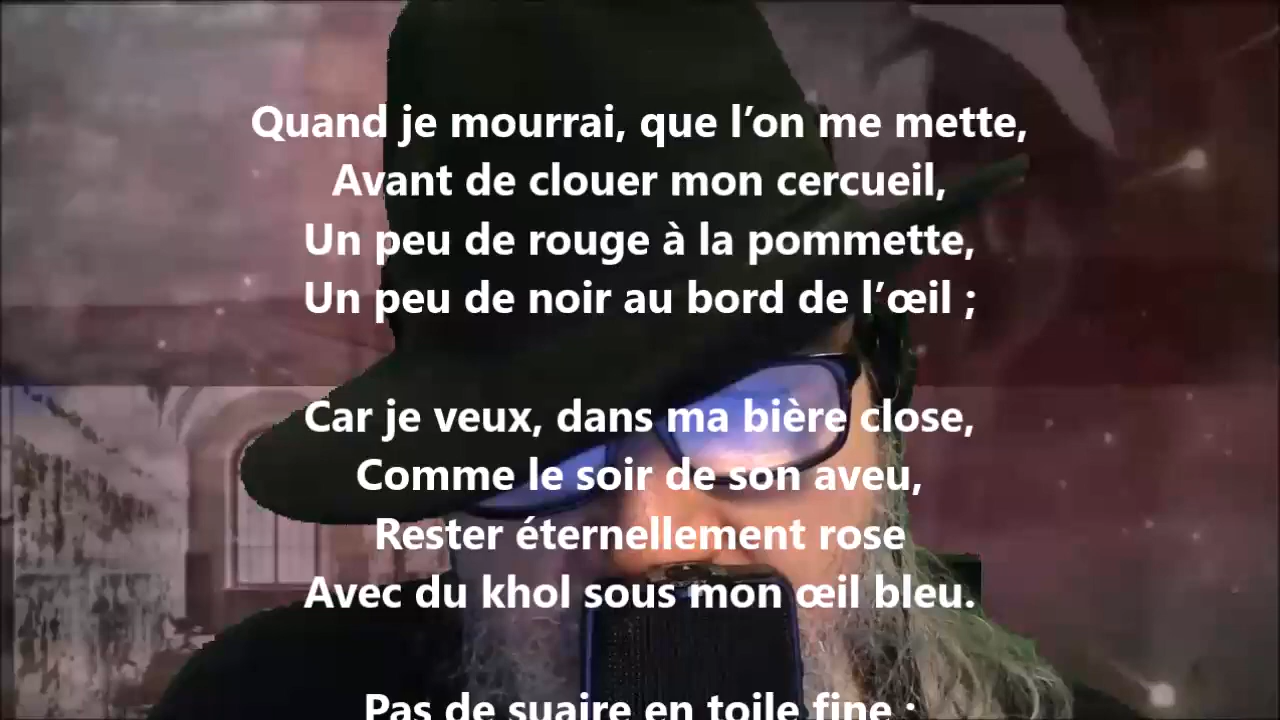 Quand je mourrai, que l’on me mette,
Avant de clouer mon cercueil,
Un peu de rouge à la pommette,
Un peu de noir au bord de l’œil ;
Car je veux, dans ma bière close,
Comme le soir de son aveu,
Rester éternellement rose
Avec du khol sous mon œil bleu.
Pas de suaire en toile fine ;